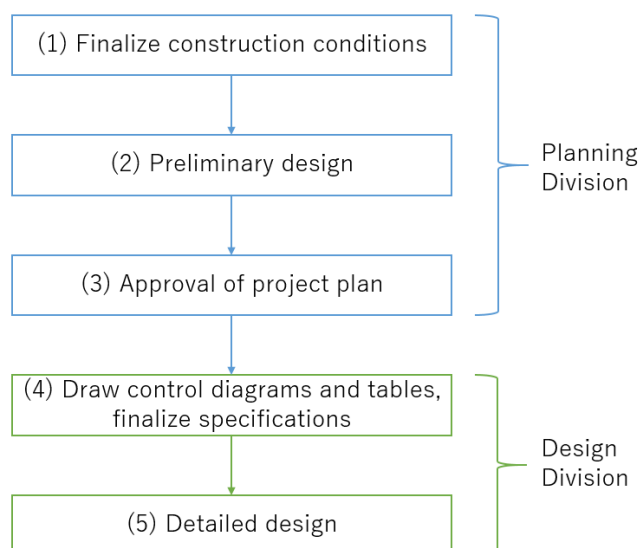 (1) Finalize construction conditions
(2) Preliminary design
(3) Approval of project plan
Planning
Division
(4) Draw control diagrams and tables,
finalize specifications
(5) Detailed design
Design
Division